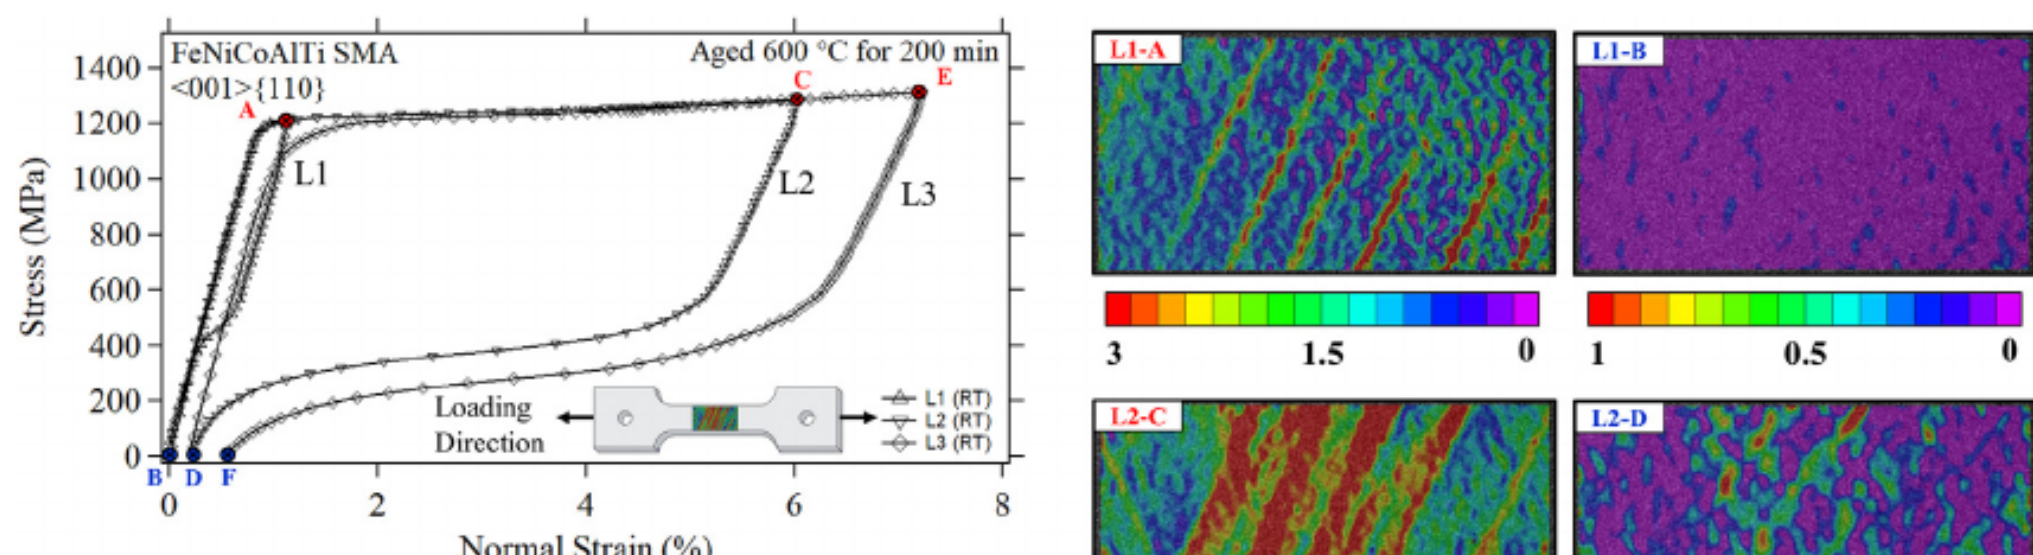 FeNiCoAlTi SMA
Aged 600 °C for 200 min
<001>{110}
A
C
E
L1
L2
L3
1400
1200
1000
800
600
400
200
0
Stress (MPa)
Loading
Direction
L1 (RT)
L2 (RT)
L3 (RT)
B D F
0 2 4 6 8
Normal Strain (%)
L1-A
L1-B
3 1.5 0
1 0.5 0
L2-C
L2-D